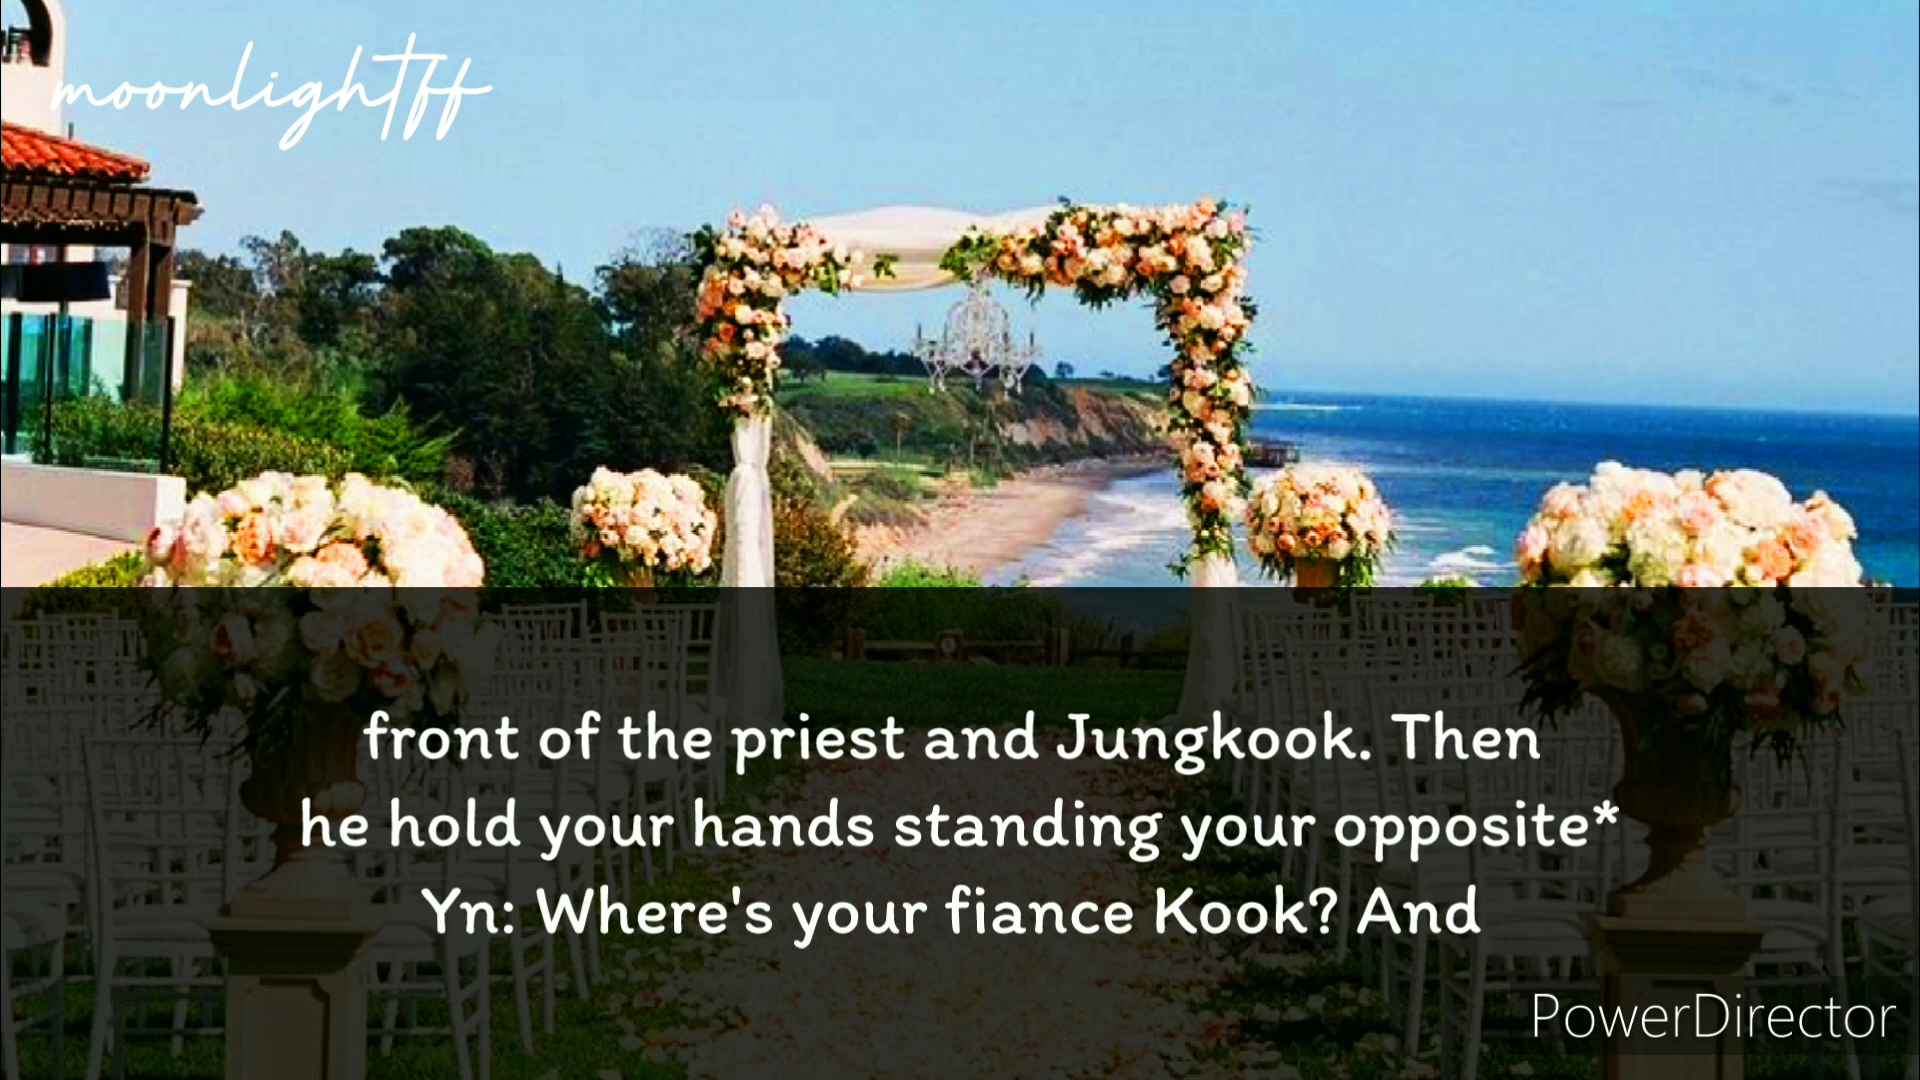 moonlightff
front of the priest and Jungkook. Then
he hold your hands standing your opposite*
Yn: Where's your fiance Kook? And
PowerDirector